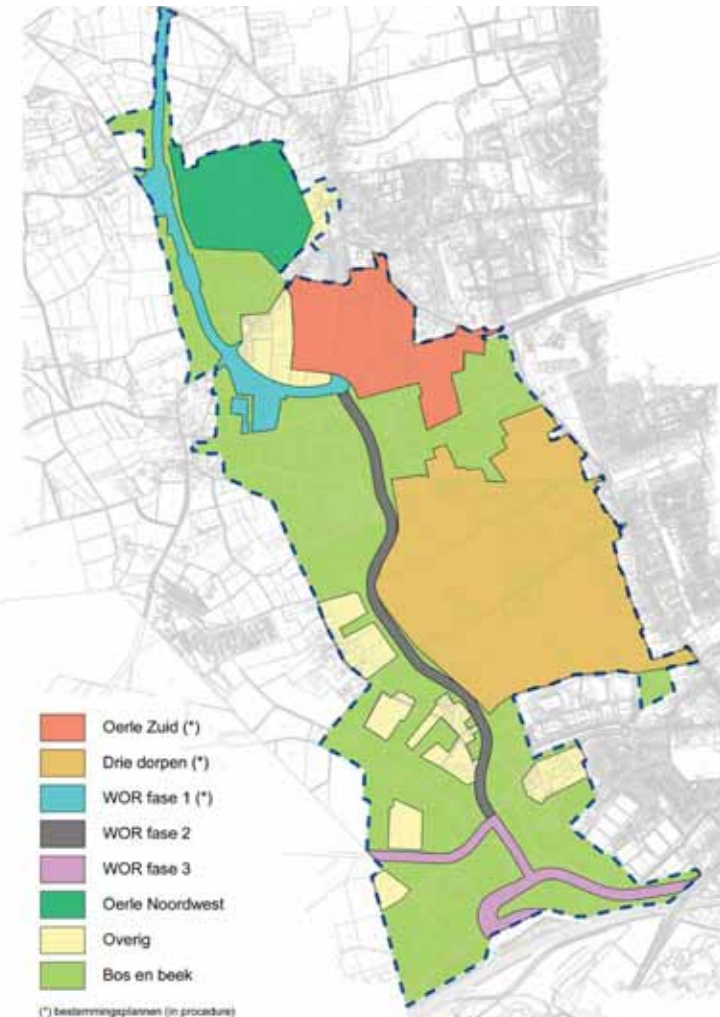 Oerle Zuid (*)
Drie dorpen (*)
WOR fase 1 (*)
WOR fase 2
WOR fase 3
Oerle Noordwest
Overig
Bos en beek
(*) bestemmingsplannen (in procedure)